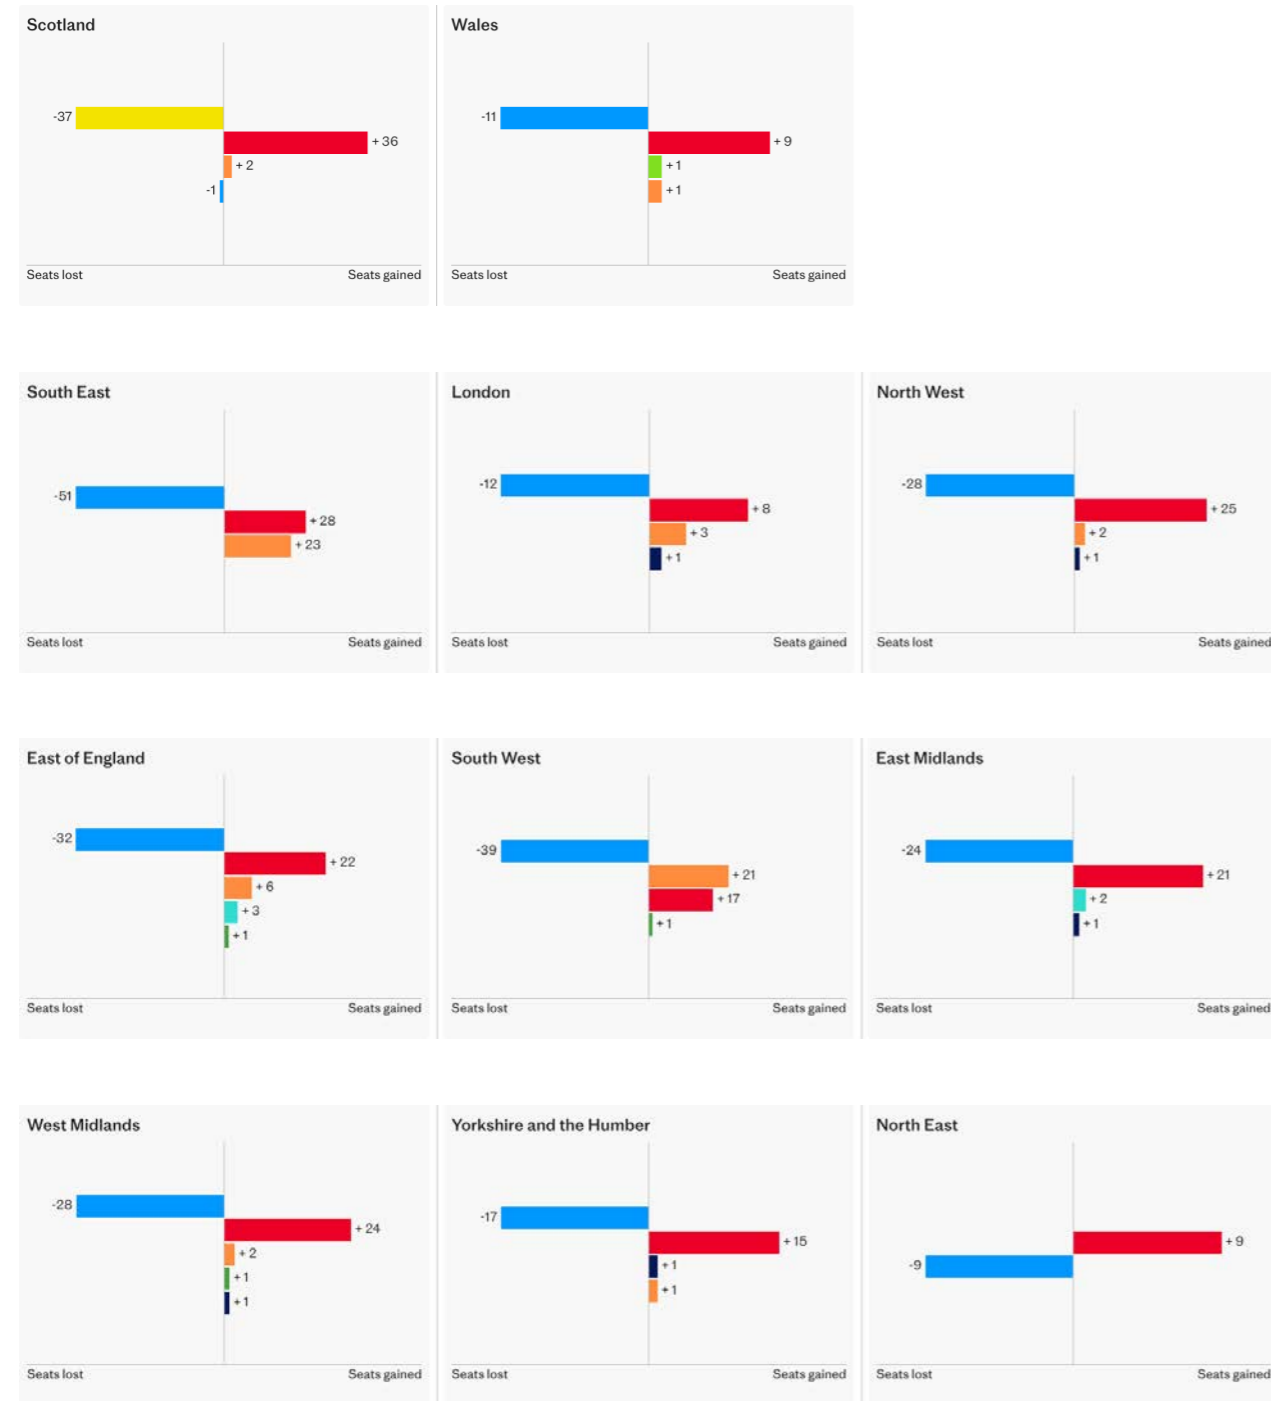 Scotland
-37
+ 36
+ 2
-1
Seats lost Seats gained
Wales
-11
+ 9
+ 1
+ 1
Seats lost Seats gained
South East
-51
+ 28
+ 23
Seats lost Seats gained
London
-12
+ 8
+ 3
+ 1
Seats lost Seats gained
North West
-28
+ 25
+ 2
+ 1
Seats lost Seats gained
East of England
-32
+ 22
+ 6
+ 3
+ 1
Seats lost Seats gained
South West
-39
+ 21
+ 17
+ 1
Seats lost Seats gained
East Midlands
-24
+ 21
+ 2
+ 1
Seats lost Seats gained
West Midlands
-28
+ 24
+ 2
+ 1
+ 1
Seats lost Seats gained
Yorkshire and the Humber
-17
+ 15
+ 1
+ 1
Seats lost Seats gained
North East
+ 9
-9
Seats lost Seats gained